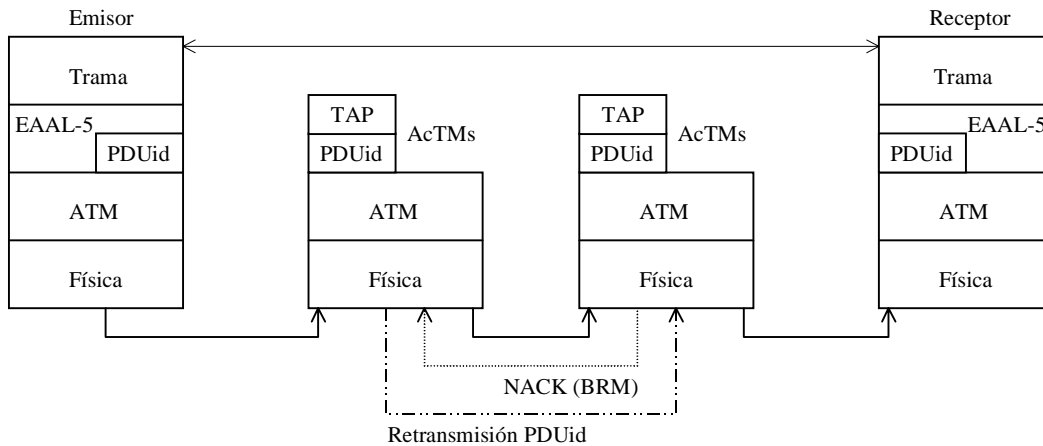 Emisor
Receptor
Trama
Trama
TAP
TAP
EAAL-5
AcTMs
AcTMs
EAAL-5
PDUid
PDUid
PDUid
PDUid
ATM
ATM
ATM
ATM
Física
Física
Física
Física
NACK (BRM)
Retransmisión PDUid